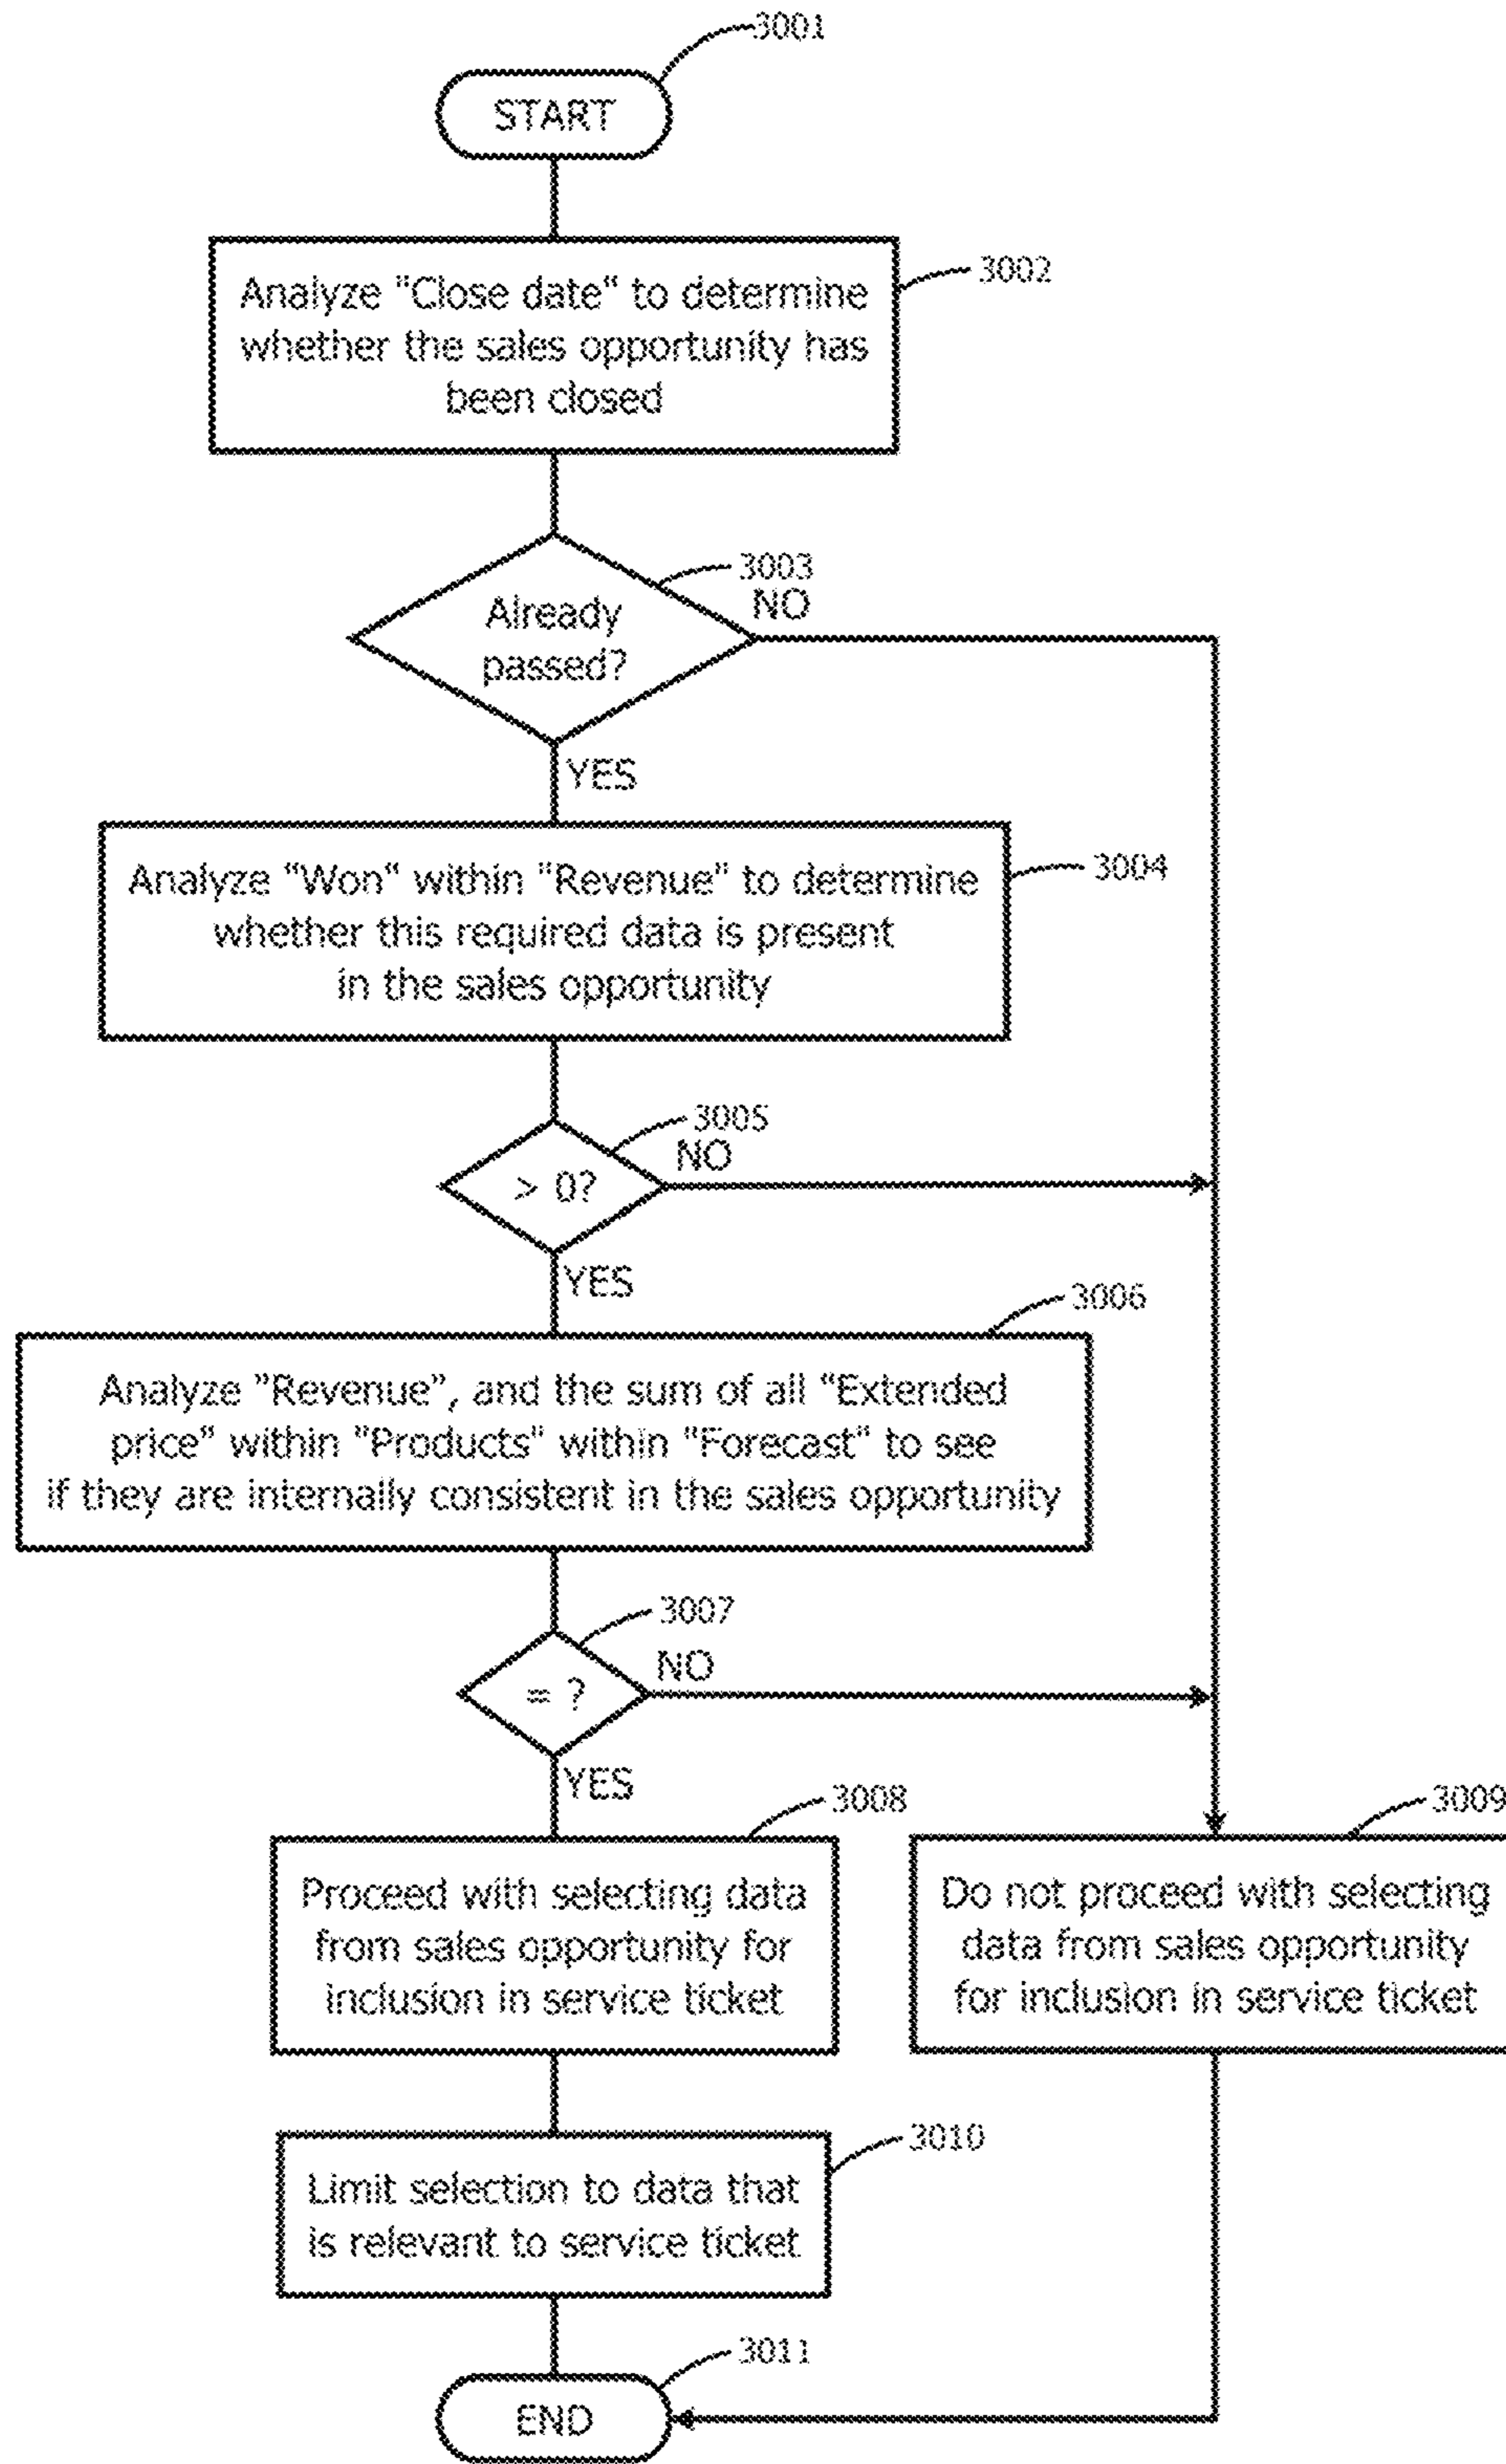 3001
START
3002
Analyze "Close date" to determine
whether the sales opportunity has
been closed
3003
NO
Already
passed?
YES
3004
Analyze "Won" within "Revenue" to determine
whether this required data is present
in the sales opportunity
3005
NO
> 0?
YES
3006
Analyze "Revenue", and the sum of all "Extended
price" within "Products" within "Forecast" to see
if they are internally consistent in the sales opportunity
3007
NO
= ?
YES
3008
Proceed with selecting data
from sales opportunity for
inclusion in service ticket
3009
Do not proceed with selecting
data from sales opportunity
for inclusion in service ticket
3010
Limit selection to data that
is relevant to service ticket
3011
END